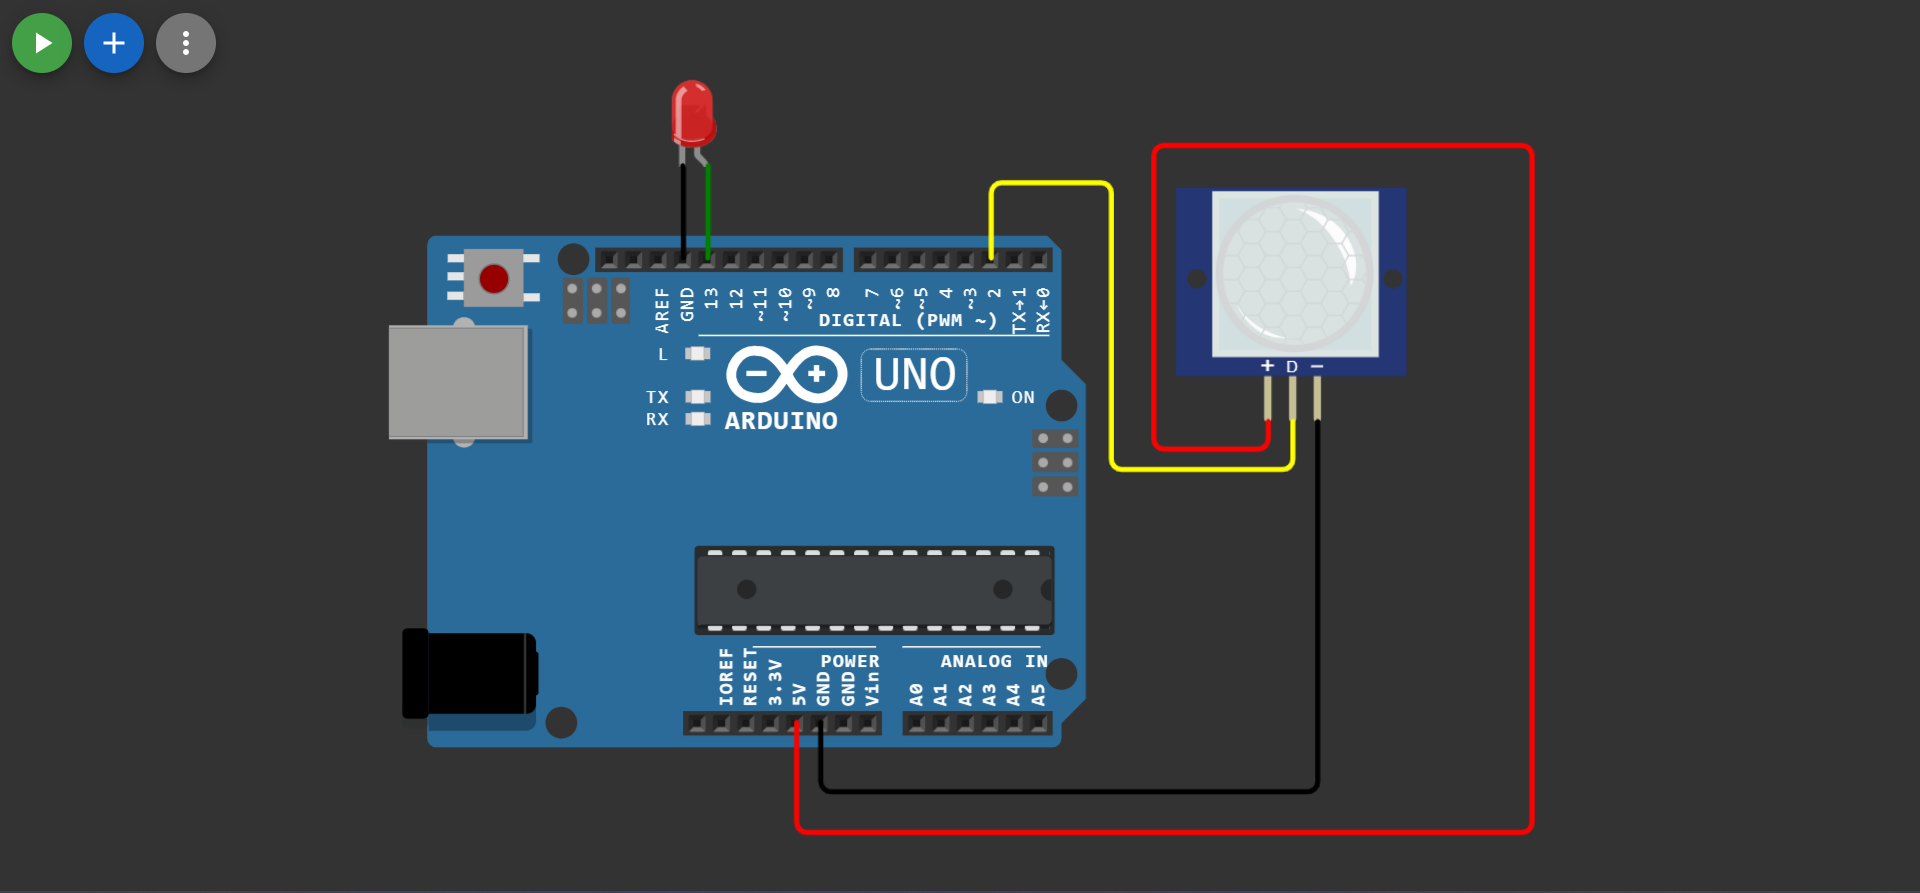 AREF GND 13 12 ~11 ~10 ~9 8 7 ~6 ~5 4 ~3 2 TX→1 RX←0
DIGITAL (PWM ~)
L
UNO
TX
ON
RX
ARDUINO
+ D −
IOREF RESET 3.3V 5V GND GND Vin
POWER
ANALOG IN
A0 A1 A2 A3 A4 A5